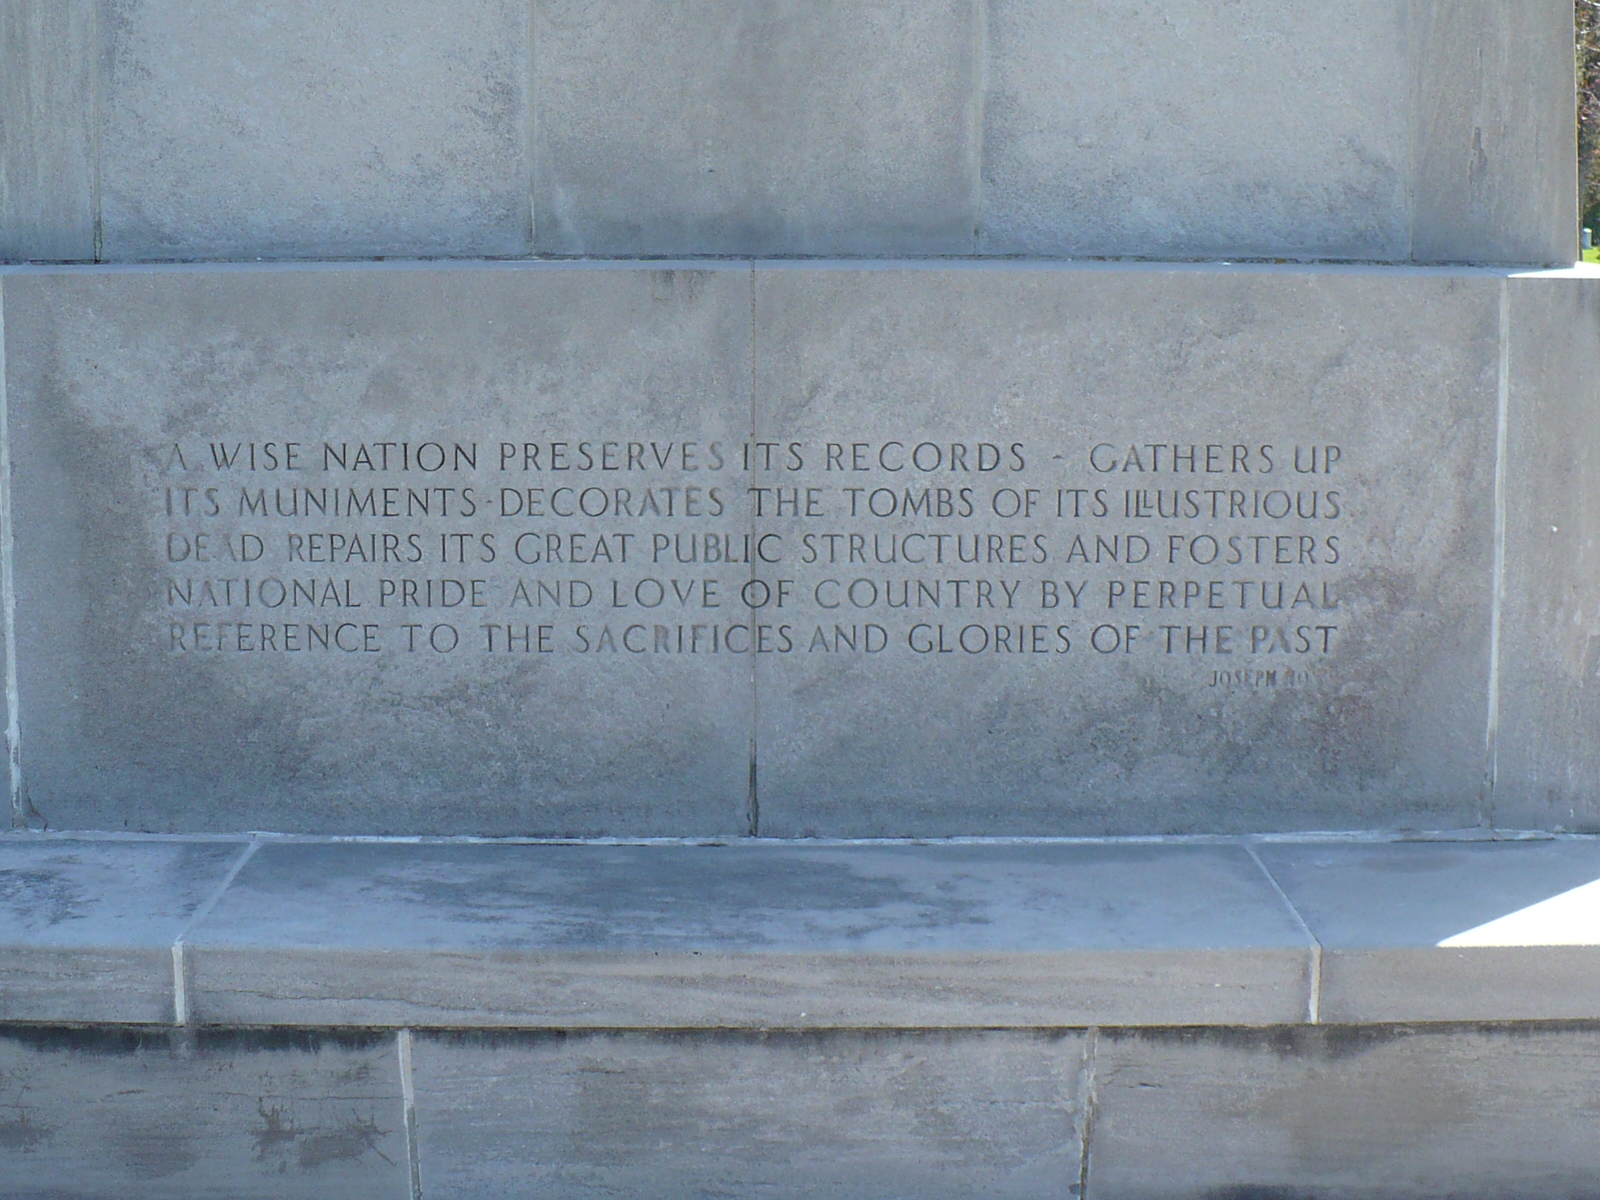 A WISE NATION PRESERVES ITS RECORDS - GATHERS UP
ITS MUNIMENTS-DECORATES THE TOMBS OF ITS ILLUSTRIOUS
DEAD REPAIRS ITS GREAT PUBLIC STRUCTURES AND FOSTERS
NATIONAL PRIDE AND LOVE OF COUNTRY BY PERPETUAL
REFERENCE TO THE SACRIFICES AND GLORIES OF THE PAST
JOSEPH